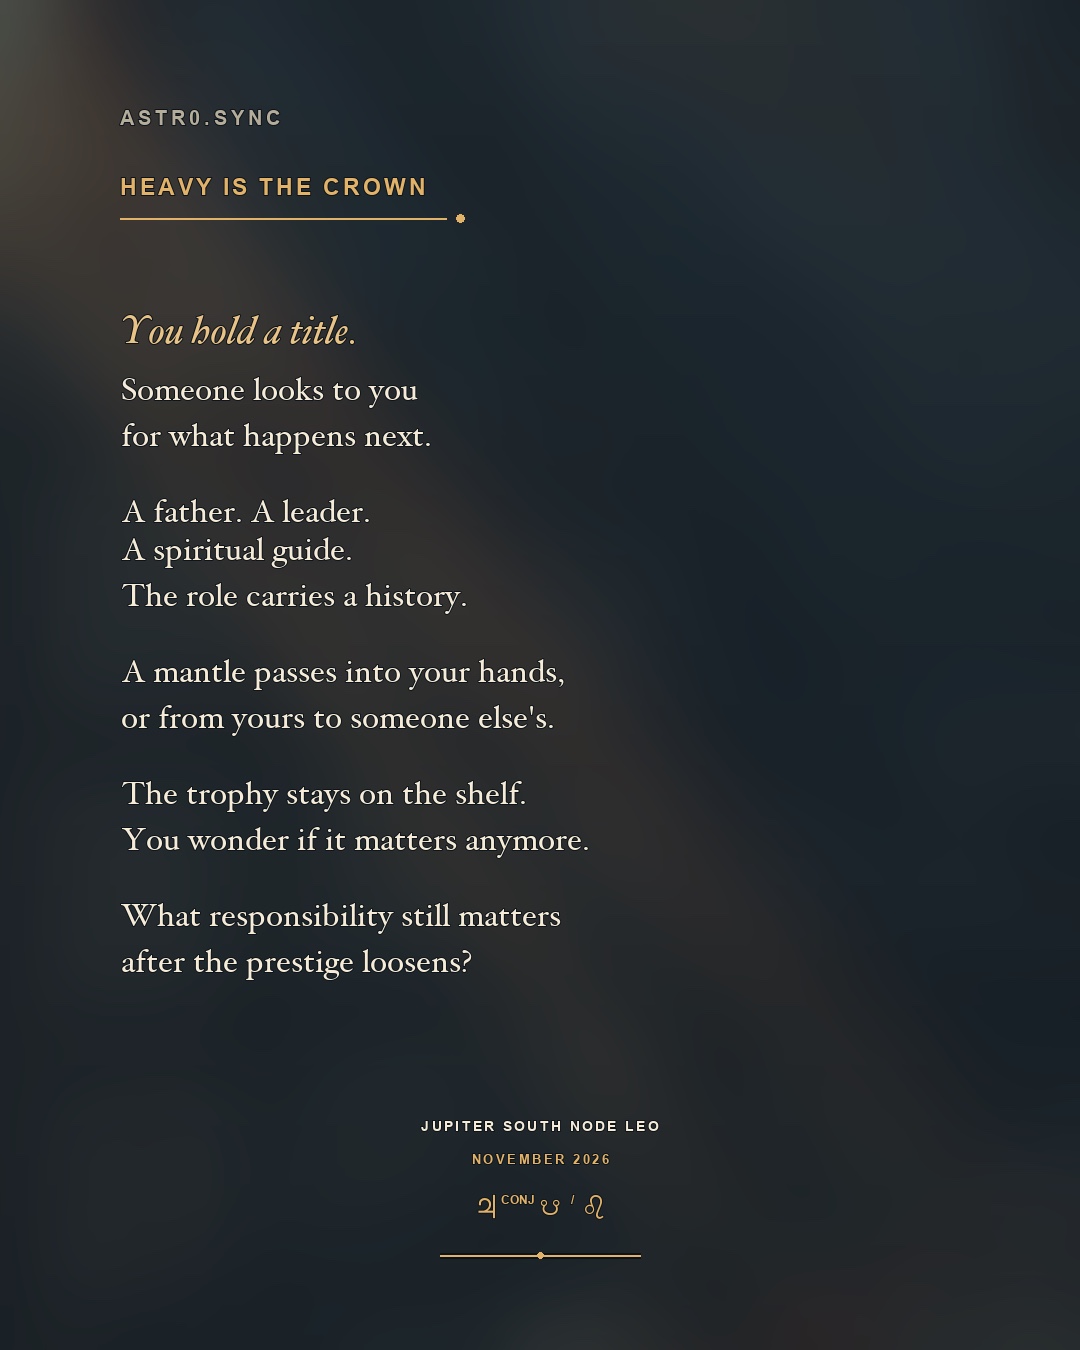 ASTR0.SYNC
HEAVY IS THE CROWN
You hold a title.
Someone looks to you
for what happens next.
A father. A leader.
A spiritual guide.
The role carries a history.
A mantle passes into your hands,
or from yours to someone else's.
The trophy stays on the shelf.
You wonder if it matters anymore.
What responsibility still matters
after the prestige loosens?
JUPITER SOUTH NODE LEO
NOVEMBER 2026
♃ CONJ ☋ / ♌